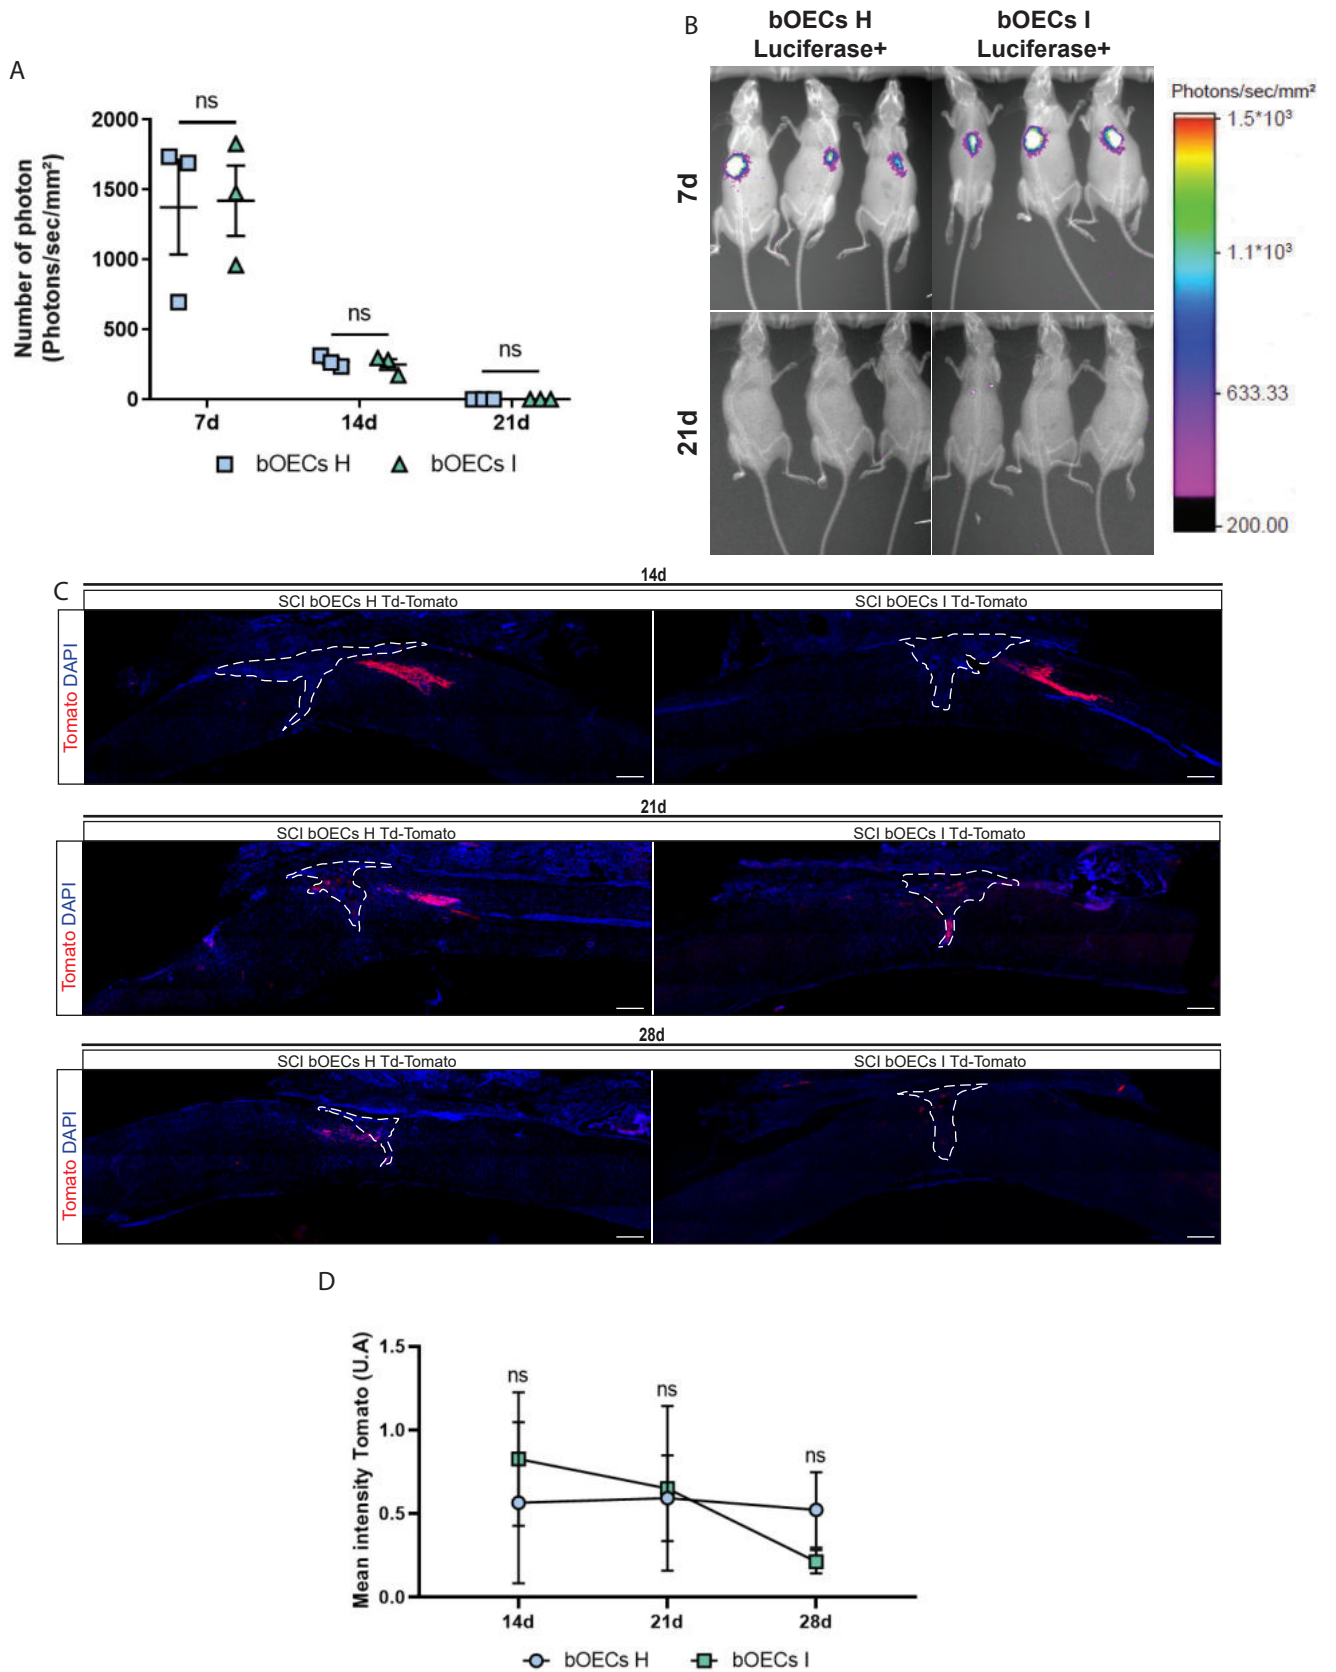 A
ns
ns
ns
2000
1500
1000
500
0
Number of photon
(Photons/sec/mm²)
7d
14d
21d
bOECs H
bOECs I
B
bOECs H
Luciferase+
bOECs I
Luciferase+
7d
21d
Photons/sec/mm²
1.5*10³
1.1*10³
633.33
200.00
C
14d
SCI bOECs H Td-Tomato
SCI bOECs I Td-Tomato
Tomato DAPI
21d
SCI bOECs H Td-Tomato
SCI bOECs I Td-Tomato
Tomato DAPI
28d
SCI bOECs H Td-Tomato
SCI bOECs I Td-Tomato
Tomato DAPI
D
Mean intensity Tomato (U.A)
1.5
1.0
0.5
0.0
ns
ns
ns
14d
21d
28d
bOECs H
bOECs I